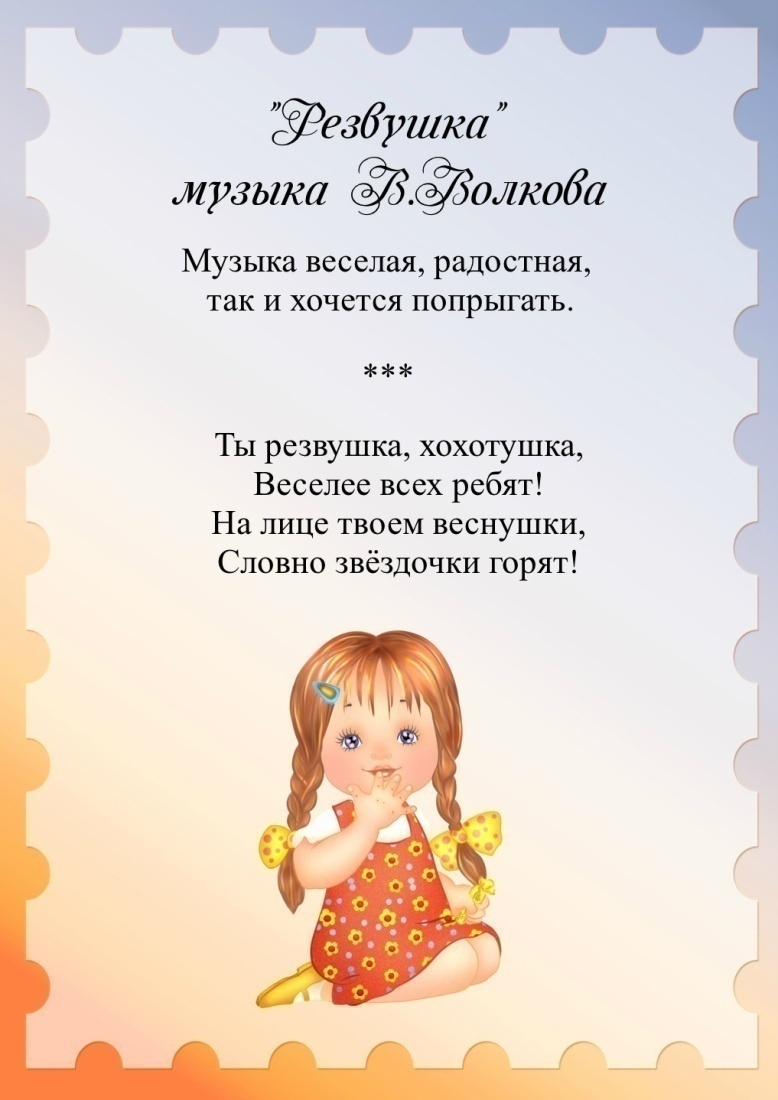 "Резвушка"
музыка В.Волкова
Музыка веселая, радостная,
так и хочется попрыгать.
***
Ты резвушка, хохотушка,
Веселее всех ребят!
На лице твоем веснушки,
Словно звёздочки горят!